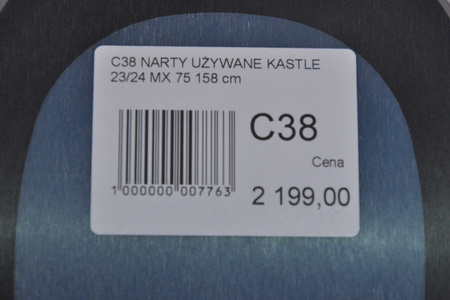 C38 NARTY UŻYWANE KASTLE
23/24 MX 75 158 cm
C38
Cena
1 000000 007763
2 199,00